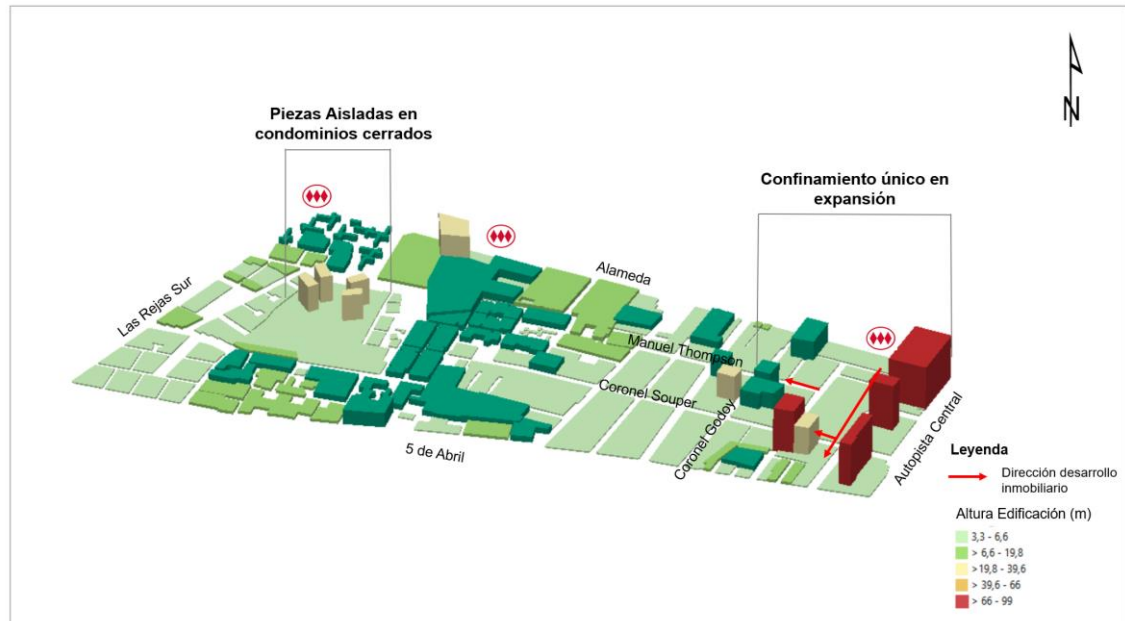 Piezas Aisladas en
condominios cerrados
Confinamiento único en
expansión
N
Las Rejas Sur
Alameda
Manuel Thompson
Coronel Souper
Coronel Godoy
5 de Abril
Autopista Central
Leyenda
Dirección desarrollo
inmobiliario
Altura Edificación (m)
3,3 - 6,6
> 6,6 - 19,8
>19,8 - 39,6
> 39,6 - 66
> 66 - 99